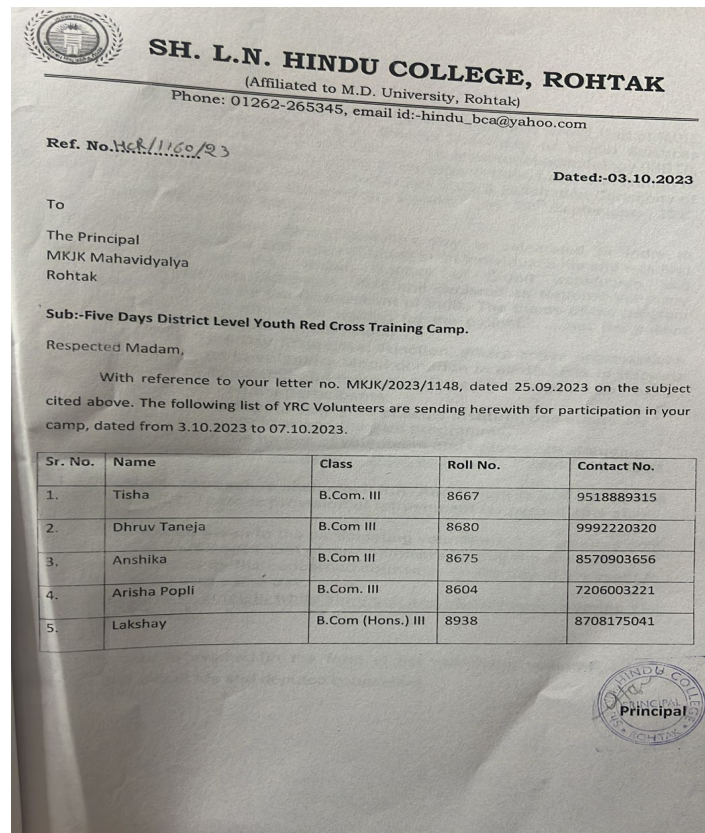 SH. L.N. HINDU COLLEGE, ROHTAK
(Affiliated to M.D. University, Rohtak)
Phone: 01262-265345, email id:-hindu_bca@yahoo.com
Ref. No.HCR/1160/23
Dated:-03.10.2023
To
The Principal
MKJK Mahavidyalya
Rohtak
Sub:-Five Days District Level Youth Red Cross Training Camp.
Respected Madam,
With reference to your letter no. MKJK/2023/1148, dated 25.09.2023 on the subject
cited above. The following list of YRC Volunteers are sending herewith for participation in your
camp, dated from 3.10.2023 to 07.10.2023.
Sr. No. Name Class Roll No. Contact No.
1. Tisha B.Com. III 8667 9518889315
2. Dhruv Taneja B.Com III 8680 9992220320
3. Anshika B.Com III 8675 8570903656
4. Arisha Popli B.Com. III 8604 7206003221
5. Lakshay B.Com (Hons.) III 8938 8708175041
HINDU COLLEGE
PRINCIPAL
Principal
ROHTAK